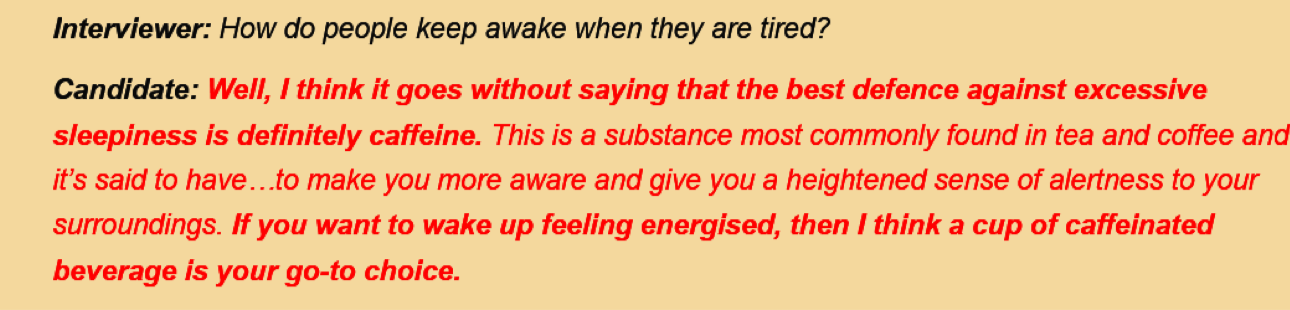 Interviewer: How do people keep awake when they are tired?
Candidate: Well, I think it goes without saying that the best defence against excessive
sleepiness is definitely caffeine. This is a substance most commonly found in tea and coffee and
it’s said to have…to make you more aware and give you a heightened sense of alertness to your
surroundings. If you want to wake up feeling energised, then I think a cup of caffeinated
beverage is your go-to choice.